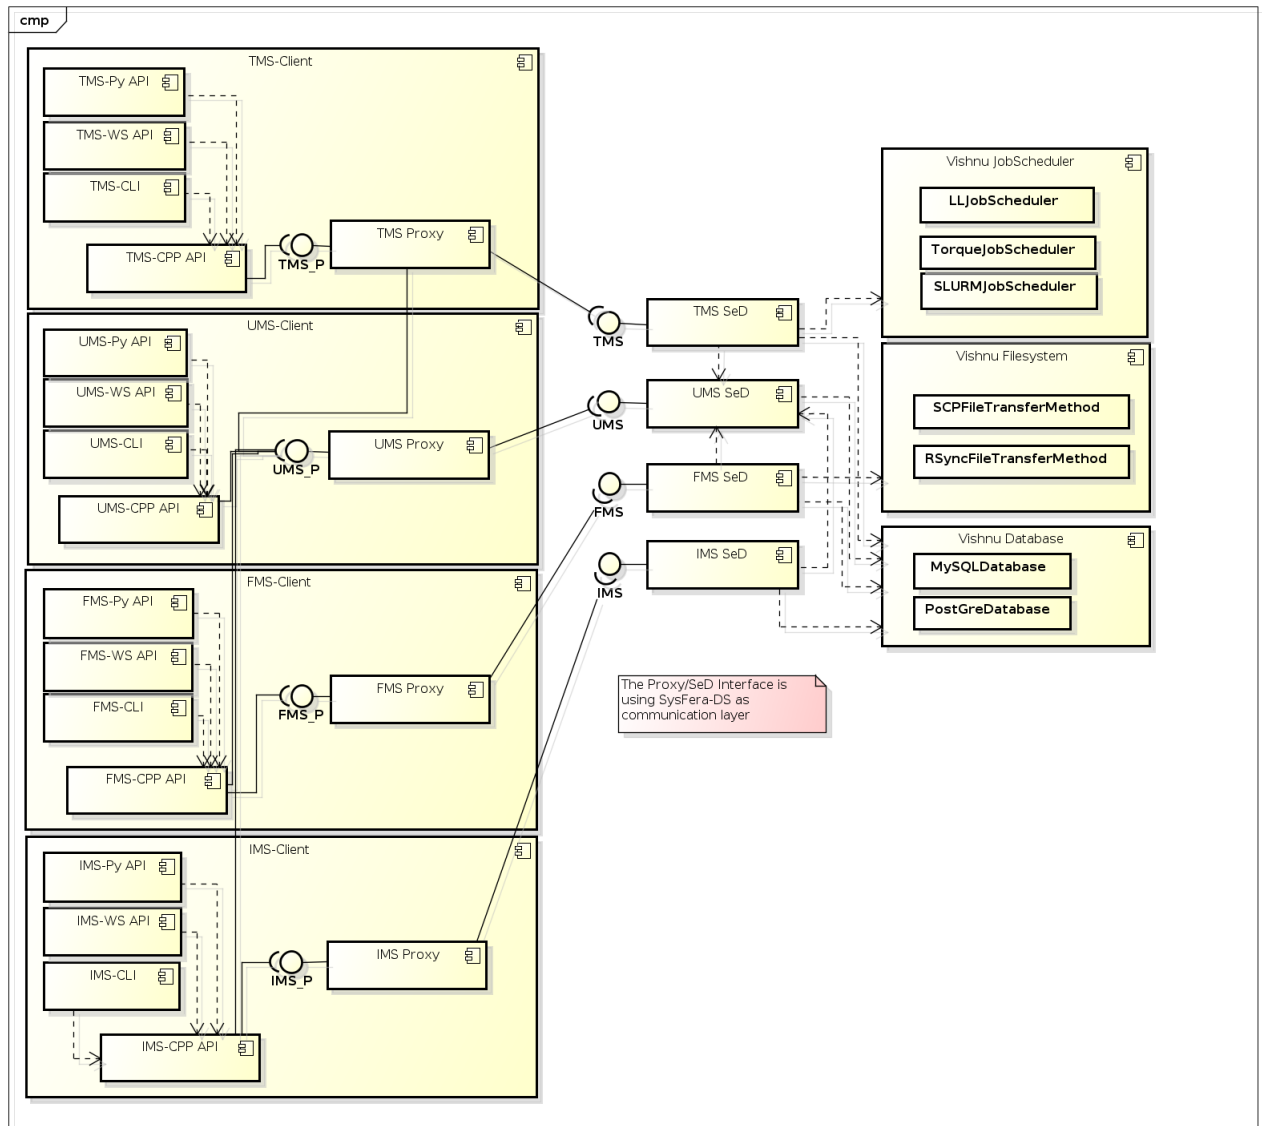 cmp
TMS-Client
TMS-Py API
TMS-WS API
TMS-CLI
TMS-CPP API
TMS_P
TMS Proxy
UMS-Client
UMS-Py API
UMS-WS API
UMS-CLI
UMS-CPP API
UMS_P
UMS Proxy
FMS-Client
FMS-Py API
FMS-WS API
FMS-CLI
FMS-CPP API
FMS_P
FMS Proxy
IMS-Client
IMS-Py API
IMS-WS API
IMS-CLI
IMS-CPP API
IMS_P
IMS Proxy
TMS
UMS
FMS
IMS
TMS SeD
UMS SeD
FMS SeD
IMS SeD
The Proxy/SeD Interface is
using SysFera-DS as
communication layer
Vishnu JobScheduler
LLJobScheduler
TorqueJobScheduler
SLURMJobScheduler
Vishnu Filesystem
SCPFileTransferMethod
RSyncFileTransferMethod
Vishnu Database
MySQLDatabase
PostGreDatabase